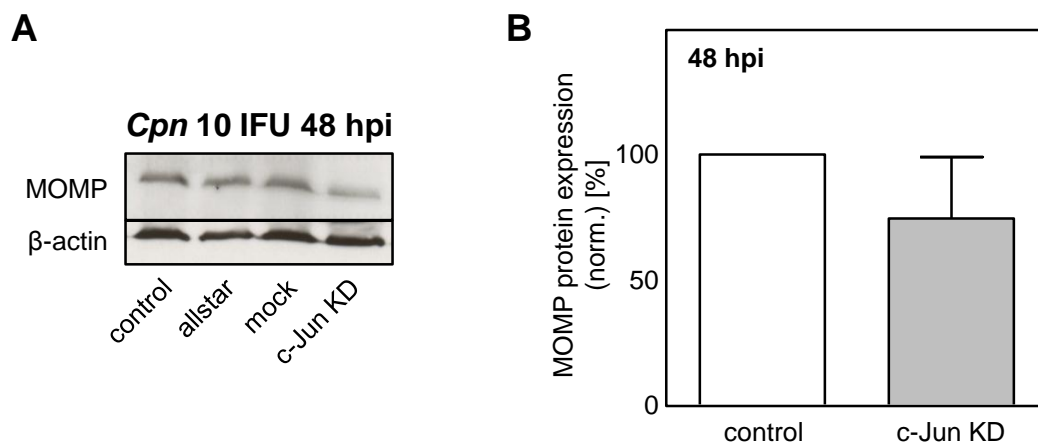 A
Cpn 10 IFU 48 hpi
MOMP
β-actin
control
allstar
mock
c-Jun KD
B
48 hpi
MOMP protein expression
(norm.) [%]
100
50
0
control
c-Jun KD